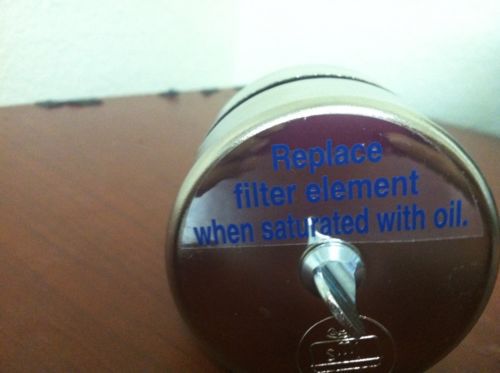 Replace
filter element
when saturated with oil.